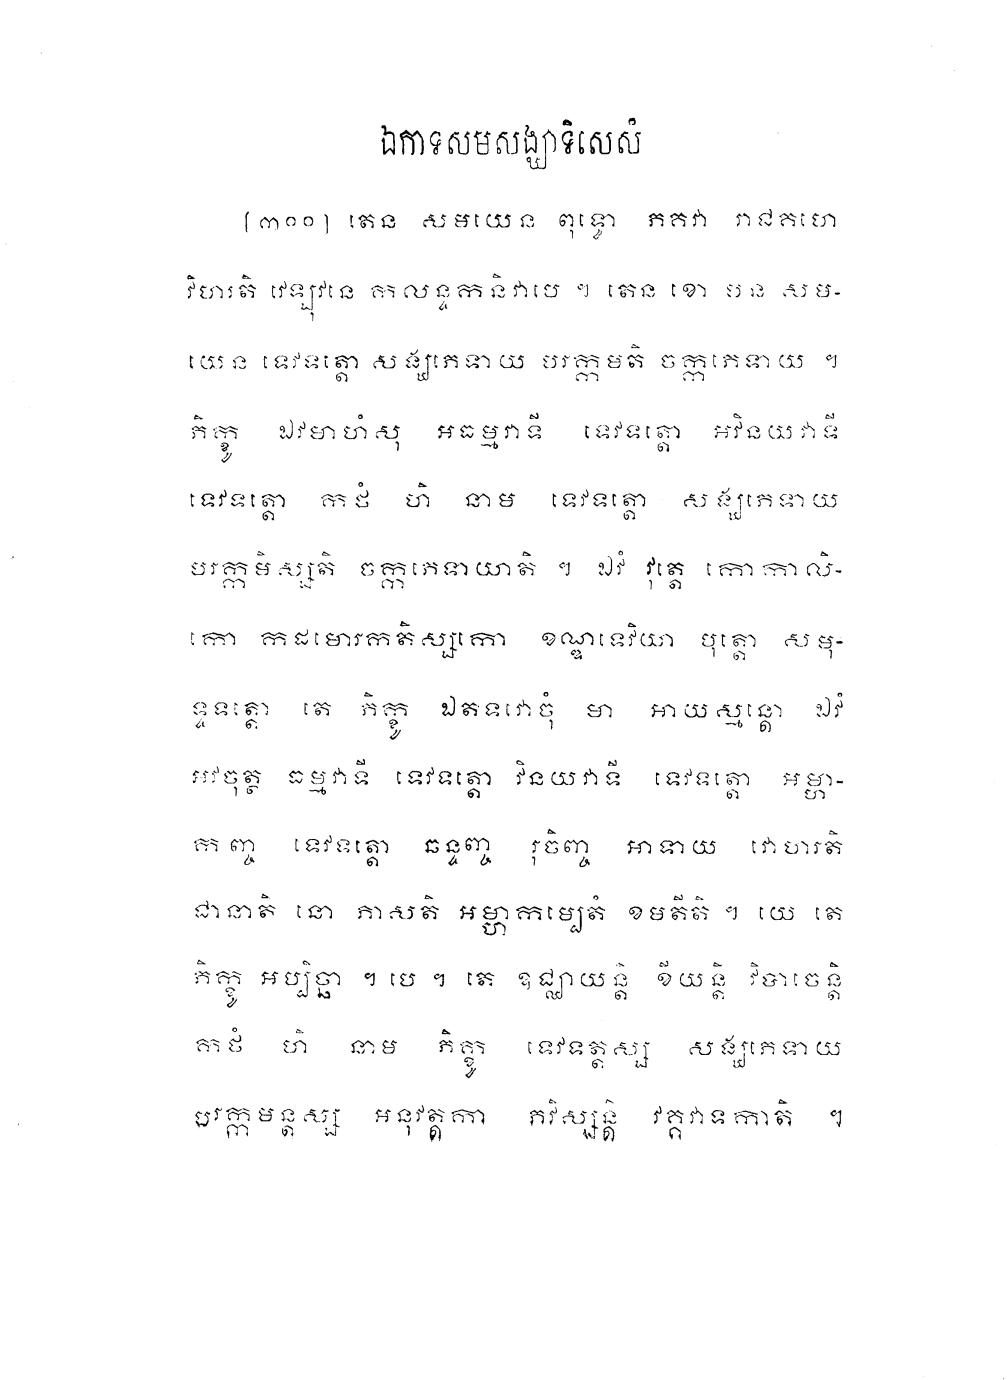 ឯកាទសមសង្ឃាទិសេសំ
[៣០០] តេន សមយេន ពុទ្ធោ ភគវា រាជគហេ
វិហរតិ វេឡុវនេ កលន្ទកនិវាបេ ។ តេន ខោ បន សម-
យេន ទេវទត្តោ សង្ឃភេទាយ បរក្កមតិ ចក្កភេទាយ ។
ភិក្ខូ ឯវមាហំសុ អធម្មវាទី ទេវទត្តោ អវិនយវាទី
ទេវទត្តោ កថំ ហិ នាម ទេវទត្តោ សង្ឃភេទាយ
បរក្កមិស្សតិ ចក្កភេទាយាតិ ។ ឯវំ វុត្តេ កោកាលិ-
កោ កដមោរកតិស្សកោ ខណ្ឌទេវិយា បុត្តោ សមុ-
ទ្ទទត្តោ តេ ភិក្ខូ ឯតទវោចុំ មា អាយស្មន្តោ ឯវំ
អវចុត្ថ ធម្មវាទី ទេវទត្តោ វិនយវាទី ទេវទត្តោ អម្ហា-
កញ្ច ទេវទត្តោ ឆន្ទញ្ច រុចិញ្ច អាទាយ វោហរតិ
ជានាតិ នោ ភាសតិ អម្ហាកម្បេតំ ខមតីតិ ។ យេ តេ
ភិក្ខូ អប្បិច្ឆា ។ បេ ។ តេ ឧជ្ឈាយន្តិ ខីយន្តិ វិបាចេន្តិ
កថំ ហិ នាម ភិក្ខូ ទេវទត្តស្ស សង្ឃភេទាយ
បរក្កមន្តស្ស អនុវត្តកា ភវិស្សន្តិ វគ្គវាទកាតិ ។